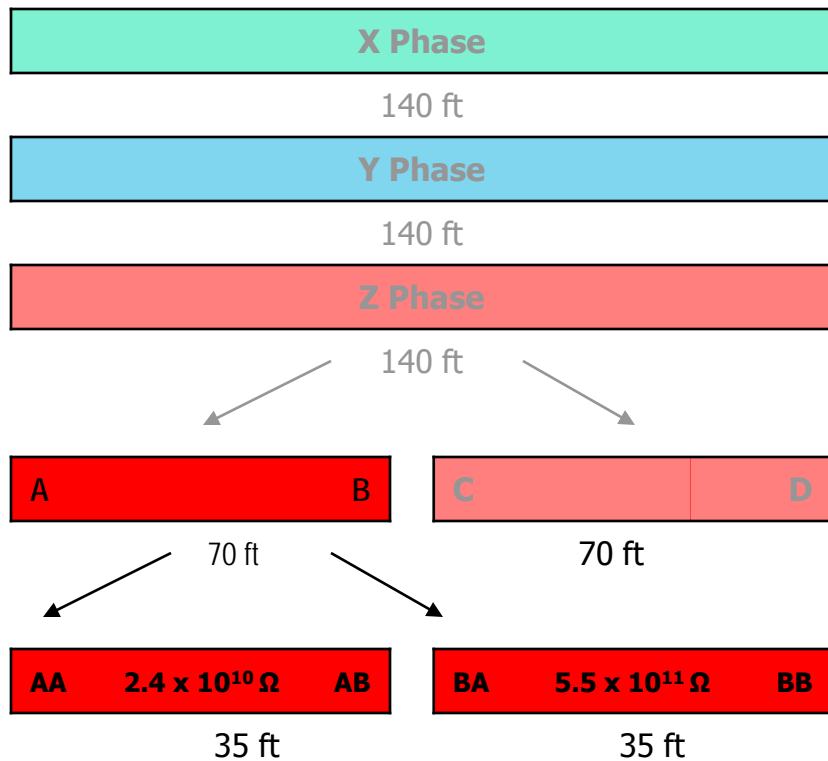 X Phase
140 ft
Y Phase
140 ft
Z Phase
140 ft
A B C D
70 ft 70 ft
AA 2.4 x 10¹⁰ Ω AB BA 5.5 x 10¹¹ Ω BB
35 ft 35 ft